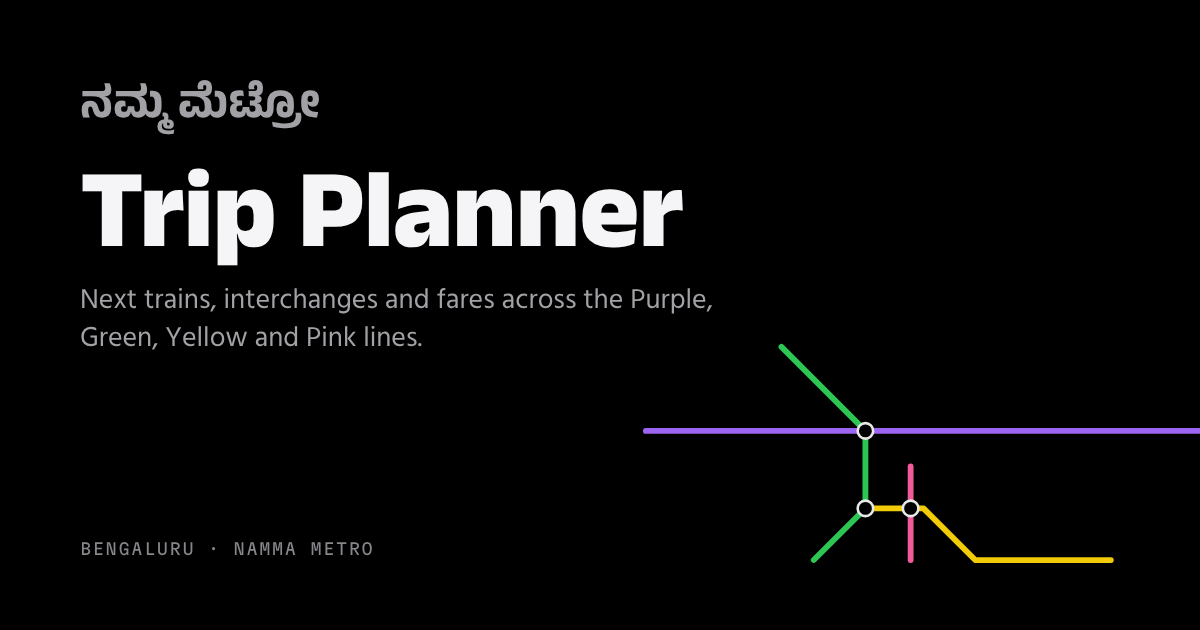 ನಮ್ಮ ಮೆಟ್ರೋ
Trip Planner
Next trains, interchanges and fares across the Purple,
Green, Yellow and Pink lines.
BENGALURU · NAMMA METRO